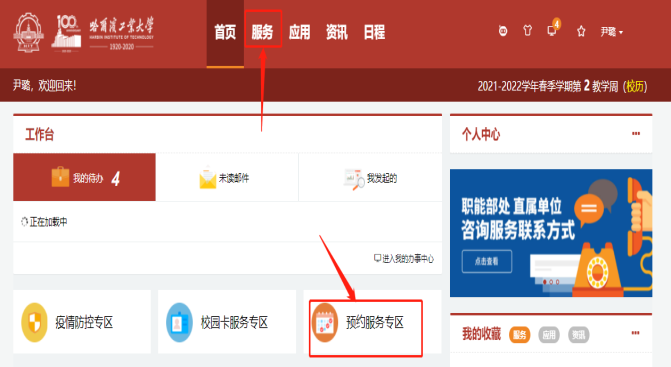 哈尔滨工业大学
HARBIN INSTITUTE OF TECHNOLOGY
1920-2020
首页 服务 应用 资讯 日程
4
尹璐
尹璐，欢迎回来！
2021-2022学年春季学期第 2 教学周 (校历)
工作台
个人中心
我的待办 4
未读邮件
我发起的
正在加载中
进入我的办事中心
职能部处 直属单位
咨询服务联系方式
点击查看
疫情防控专区
校园卡服务专区
预约服务专区
我的收藏 服务 应用 资讯